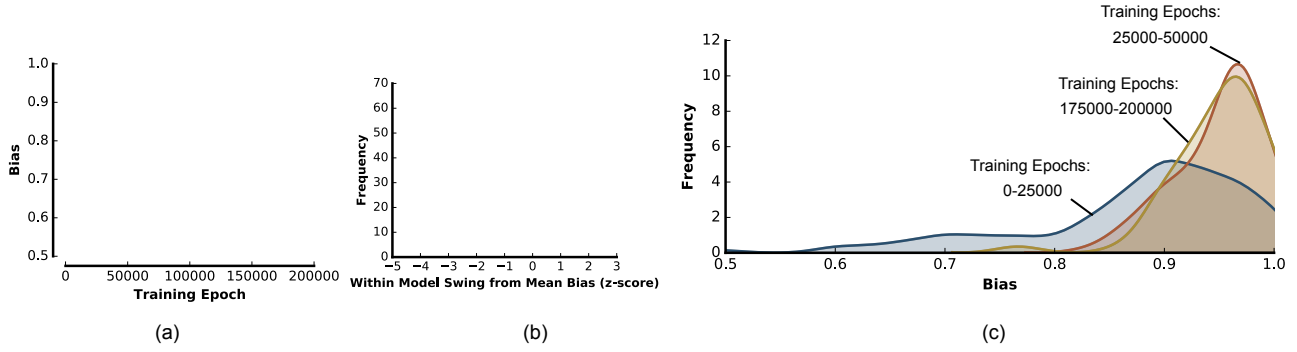 1.0
0.9
0.8
0.7
0.6
0.5
Bias
0 50000 100000 150000 200000
Training Epoch
(a)
70
60
50
40
30
20
10
0
Frequency
−5 −4 −3 −2 −1 0 1 2 3
Within Model Swing from Mean Bias (z-score)
(b)
Training Epochs:
25000-50000
Training Epochs:
175000-200000
Training Epochs:
0-25000
12
10
8
6
4
2
0
Frequency
0.5 0.6 0.7 0.8 0.9 1.0
Bias
(c)